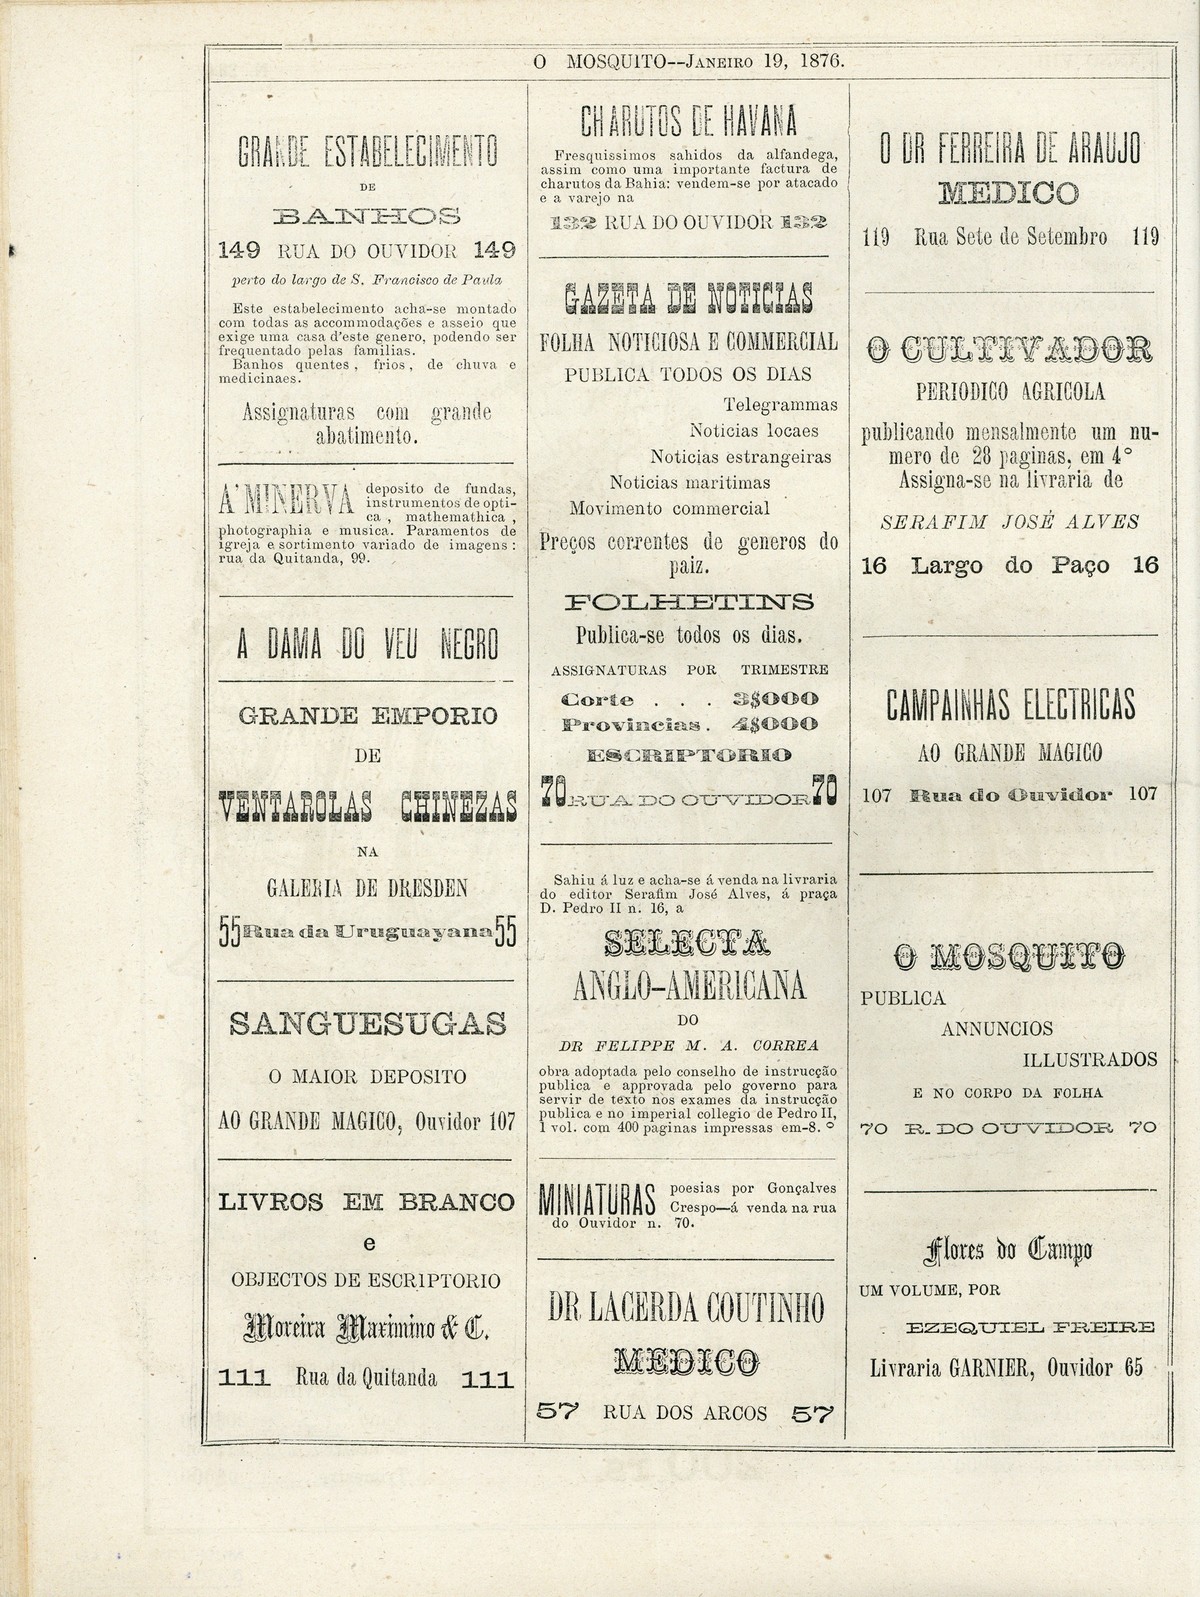 O MOSQUITO--JANEIRO 19, 1876.
GRANDE ESTABELECIMENTO
DE
BANHOS
149 RUA DO OUVIDOR 149
perto do largo de S. Francisco de Paula
Este estabelecimento acha-se montado
com todas as accommodações e asseio que
exige uma casa d'este genero, podendo ser
frequentado pelas familias.
Banhos quentes, frios, de chuva e
medicinaes.
Assignaturas com grande
abatimento.
A' MINERVA deposito de fundas,
instrumentos de opti-
ca, mathemathica,
photographia e musica. Paramentos de
igreja e sortimento variado de imagens:
rua da Quitanda, 99.
A DAMA DO VEU NEGRO
GRANDE EMPORIO
DE
VENTAROLAS CHINEZAS
NA
GALERIA DE DRESDEN
55 Rua da Uruguayana 55
SANGUESUGAS
O MAIOR DEPOSITO
AO GRANDE MAGICO, Ouvidor 107
LIVROS EM BRANCO
e
OBJECTOS DE ESCRIPTORIO
Moreira Maximino & C.
111 Rua da Quitanda 111
CHARUTOS DE HAVANA
Fresquissimos sahidos da alfandega,
assim como uma importante factura de
charutos da Bahia: vendem-se por atacado
e a varejo na
132 RUA DO OUVIDOR 132
GAZETA DE NOTICIAS
FOLHA NOTICIOSA E COMMERCIAL
PUBLICA TODOS OS DIAS
Telegrammas
Noticias locaes
Noticias estrangeiras
Noticias maritimas
Movimento commercial
Preços correntes de generos do
paiz.
FOLHETINS
Publica-se todos os dias.
ASSIGNATURAS POR TRIMESTRE
Corte . . . 3$000
Provincias. 4$000
ESCRIPTORIO
70 RUA DO OUVIDOR 70
Sahiu á luz e acha-se á venda na livraria
do editor Serafim José Alves, á praça
D. Pedro II n. 16, a
SELECTA
ANGLO-AMERICANA
DO
DR FELIPPE M. A. CORREA
obra adoptada pelo conselho de instrucção
publica e approvada pelo governo para
servir de texto nos exames da instrucção
publica e no imperial collegio de Pedro II,
1 vol. com 400 paginas impressas em-8.º
MINIATURAS poesias por Gonçalves
Crespo—á venda na rua
do Ouvidor n. 70.
DR LACERDA COUTINHO
MEDICO
57 RUA DOS ARCOS 57
O DR FERREIRA DE ARAUJO
MEDICO
119 Rua Sete de Setembro 119
O CULTIVADOR
PERIODICO AGRICOLA
publicando mensalmente um nu-
mero de 28 paginas, em 4º
Assigna-se na livraria de
SERAFIM JOSÉ ALVES
16 Largo do Paço 16
CAMPAINHAS ELECTRICAS
AO GRANDE MAGICO
107 Rua do Ouvidor 107
O MOSQUITO
PUBLICA
ANNUNCIOS
ILLUSTRADOS
E NO CORPO DA FOLHA
70 R. DO OUVIDOR 70
Flores do Campo
UM VOLUME, POR
EZEQUIEL FREIRE
Livraria GARNIER, Ouvidor 65